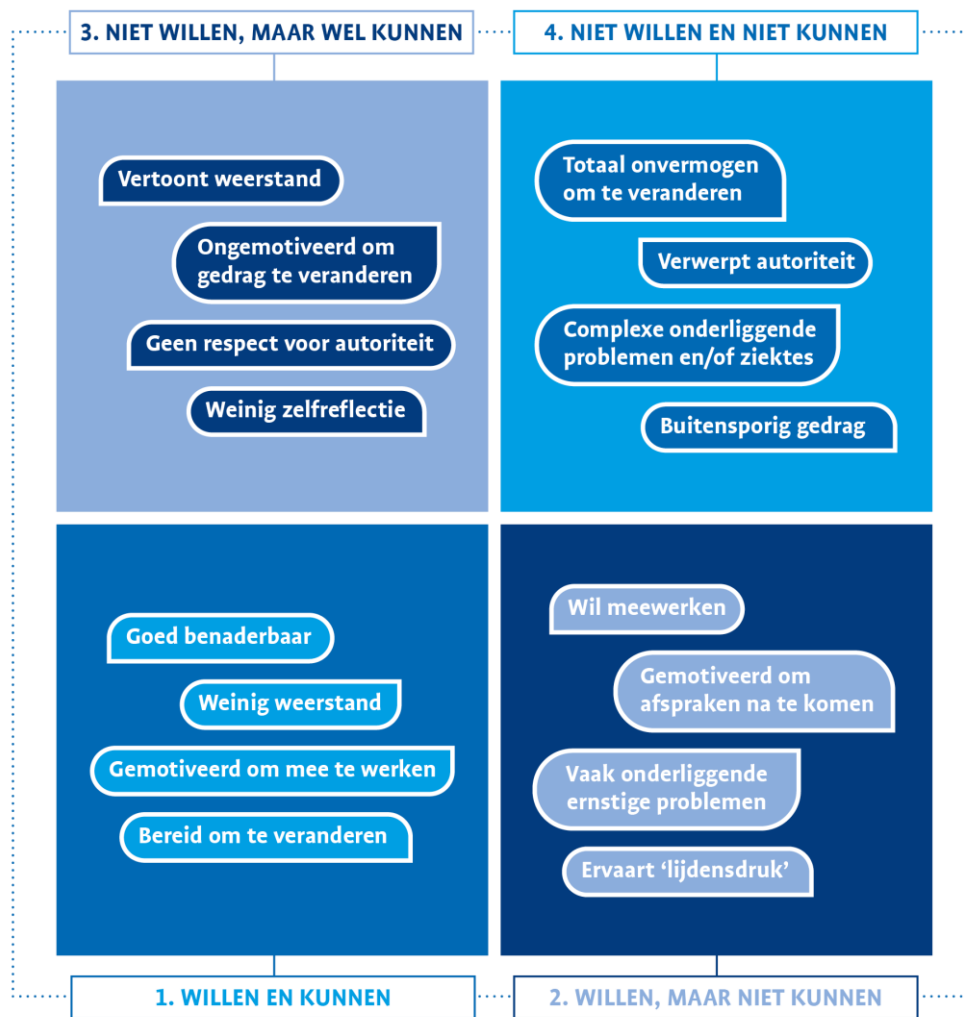 3. NIET WILLEN, MAAR WEL KUNNEN
Vertoont weerstand
Ongemotiveerd om
gedrag te veranderen
Geen respect voor autoriteit
Weinig zelfreflectie
4. NIET WILLEN EN NIET KUNNEN
Totaal onvermogen
om te veranderen
Verwerpt autoriteit
Complexe onderliggende
problemen en/of ziektes
Buitensporig gedrag
Goed benaderbaar
Weinig weerstand
Gemotiveerd om mee te werken
Bereid om te veranderen
1. WILLEN EN KUNNEN
Wil meewerken
Gemotiveerd om
afspraken na te komen
Vaak onderliggende
ernstige problemen
Ervaart ‘lijdensdruk’
2. WILLEN, MAAR NIET KUNNEN